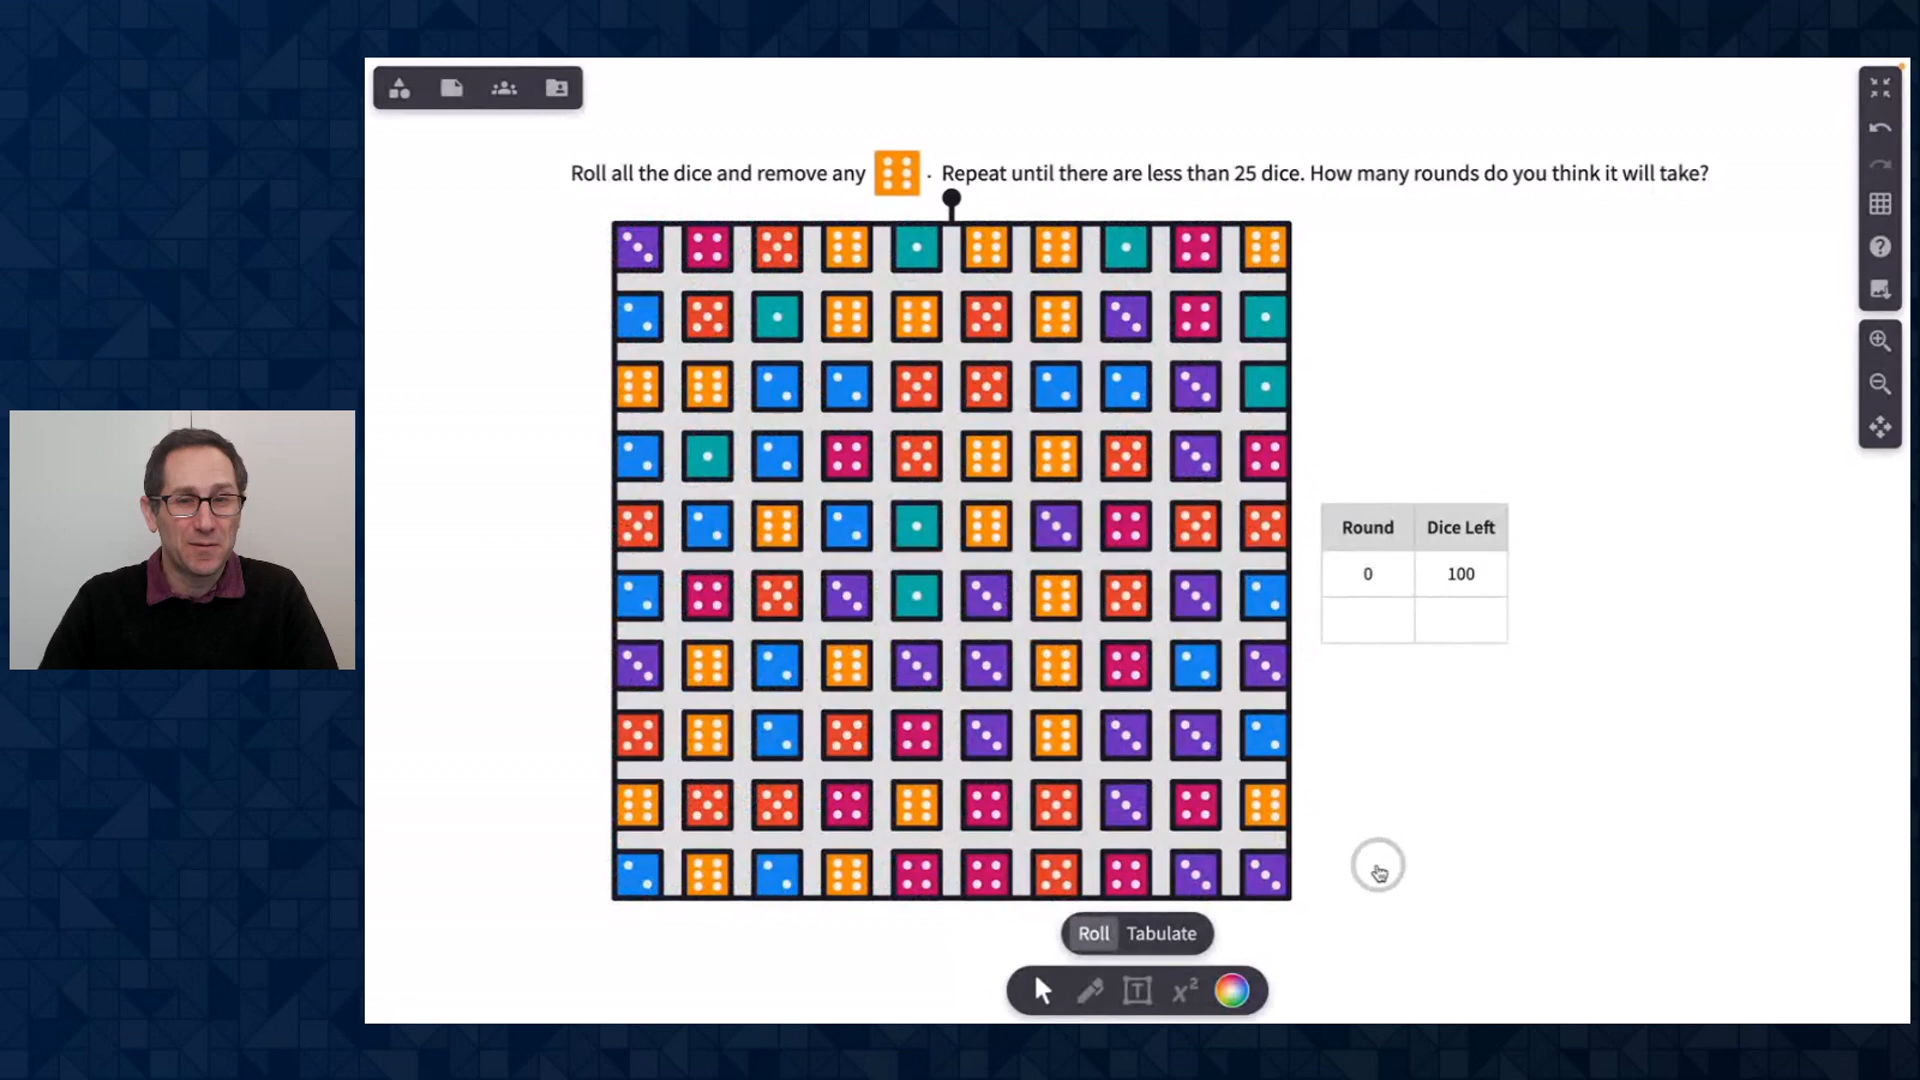 Roll all the dice and remove any . Repeat until there are less than 25 dice. How many rounds do you think it will take?
Round Dice Left
0 100
Roll Tabulate
T x²